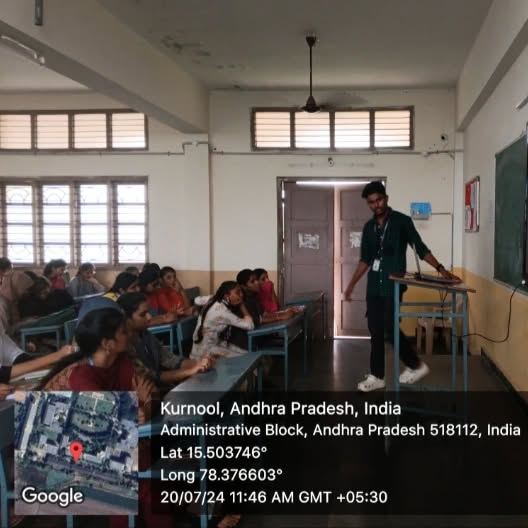 Kurnool, Andhra Pradesh, India
Administrative Block, Andhra Pradesh 518112, India
Lat 15.503746°
Long 78.376603°
20/07/24 11:46 AM GMT +05:30
Google